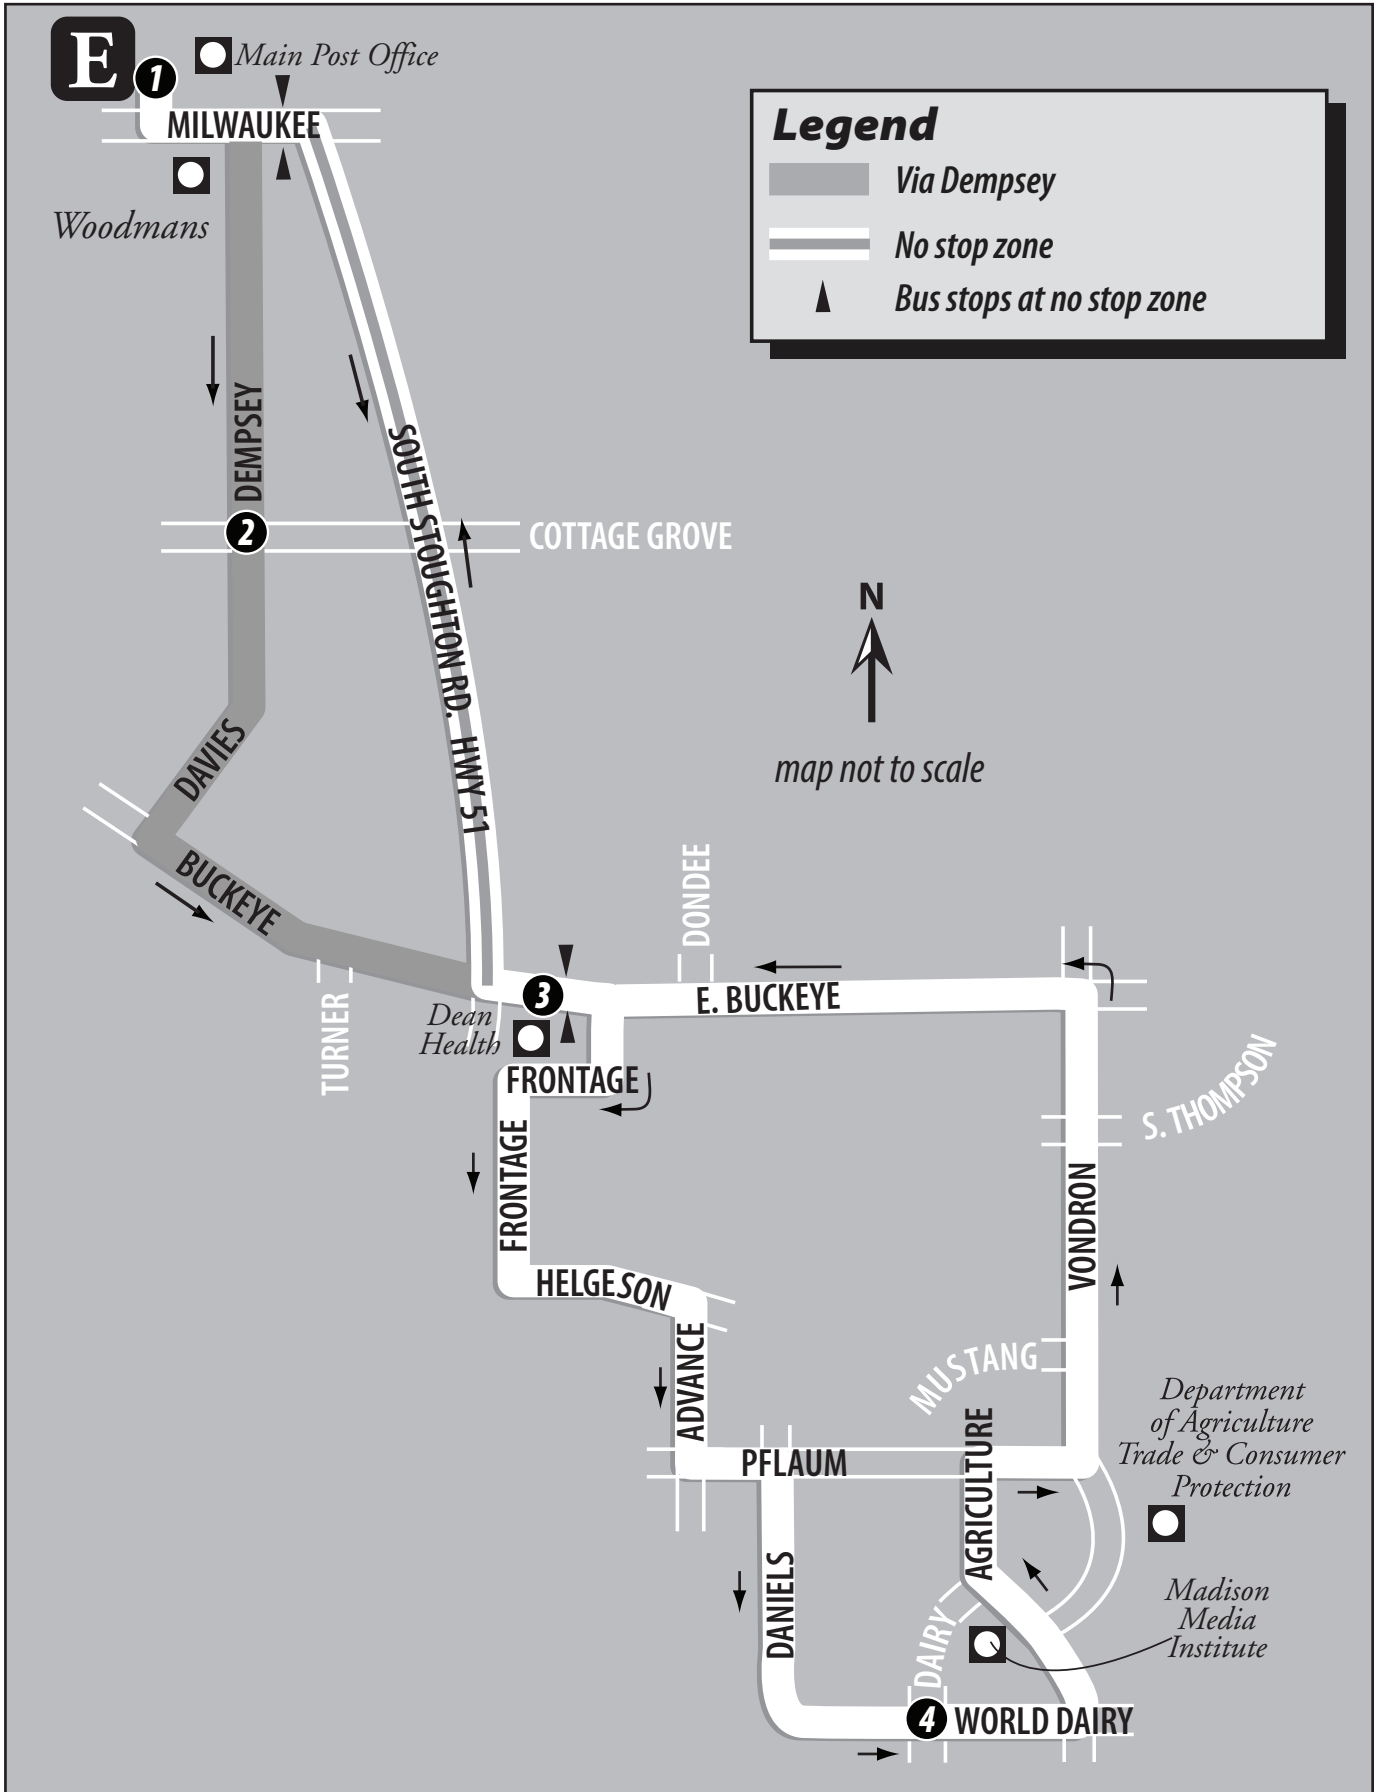 E
1
Main Post Office
MILWAUKEE
Woodmans
Legend
Via Dempsey
No stop zone
Bus stops at no stop zone
DEMPSEY
2
COTTAGE GROVE
SOUTH STOUGHTON RD. HWY 51
N
map not to scale
DAVIES
BUCKEYE
TURNER
DONDEE
3
E. BUCKEYE
Dean
Health
FRONTAGE
FRONTAGE
S. THOMPSON
VONDRON
HELGESON
ADVANCE
MUSTANG
Department
of Agriculture
Trade & Consumer
Protection
PFLAUM
AGRICULTURE
DANIELS
DAIRY
Madison
Media
Institute
4
WORLD DAIRY